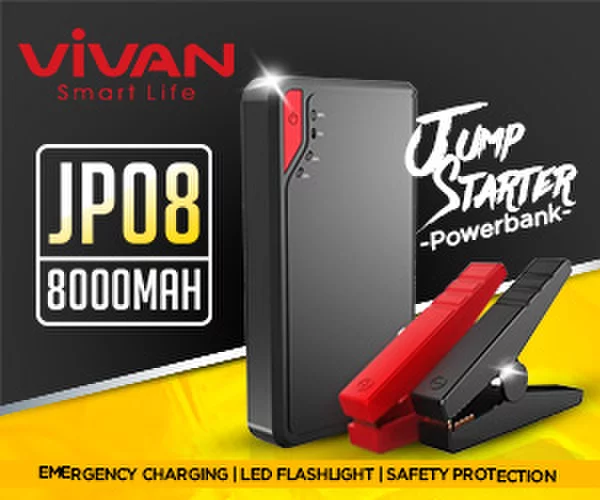 ViVAN
Smart Life
JP08
8000MAH
JUMP
STARTER
-Powerbank-
EMERGENCY CHARGING | LED FLASHLIGHT | SAFETY PROTECTION